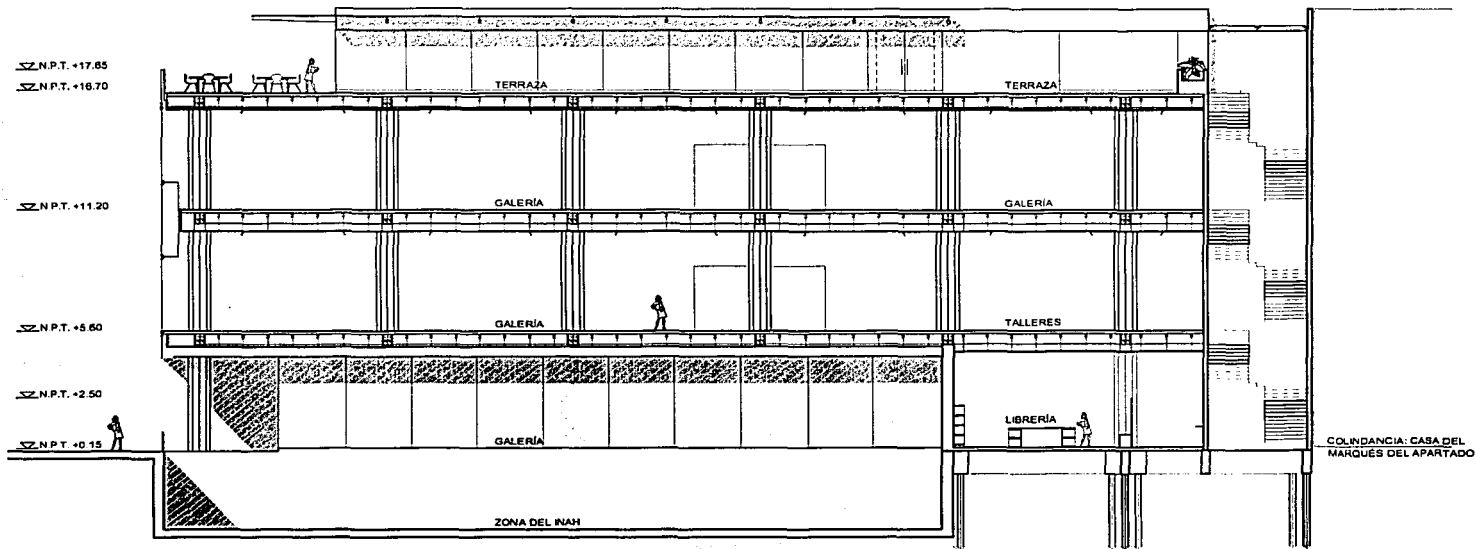 N.P.T. +17.65
N.P.T. +16.70
TERRAZA
TERRAZA
N.P.T. +11.20
GALERÍA
GALERÍA
N.P.T. +5.60
GALERÍA
TALLERES
N.P.T. +2.50
LIBRERÍA
N.P.T. +0.15
GALERÍA
COLINDANCIA: CASA DEL
MARQUÉS DEL APARTADO
ZONA DEL INAH